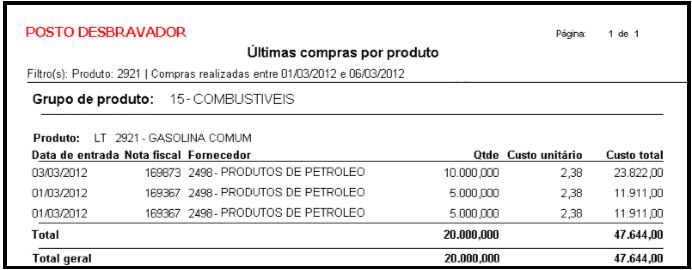 POSTO DESBRAVADOR Página: 1 de 1
Últimas compras por produto
Filtro(s): Produto: 2921 | Compras realizadas entre 01/03/2012 e 06/03/2012
Grupo de produto: 15 - COMBUSTIVEIS
Produto: LT 2921 - GASOLINA COMUM
Data de entrada Nota fiscal Fornecedor Qtde Custo unitário Custo total
03/03/2012 169873 2498 - PRODUTOS DE PETROLEO 10.000,000 2,38 23.822,00
01/03/2012 169367 2498 - PRODUTOS DE PETROLEO 5.000,000 2,38 11.911,00
01/03/2012 169367 2498 - PRODUTOS DE PETROLEO 5.000,000 2,38 11.911,00
Total 20.000,000 47.644,00
Total geral 20.000,000 47.644,00